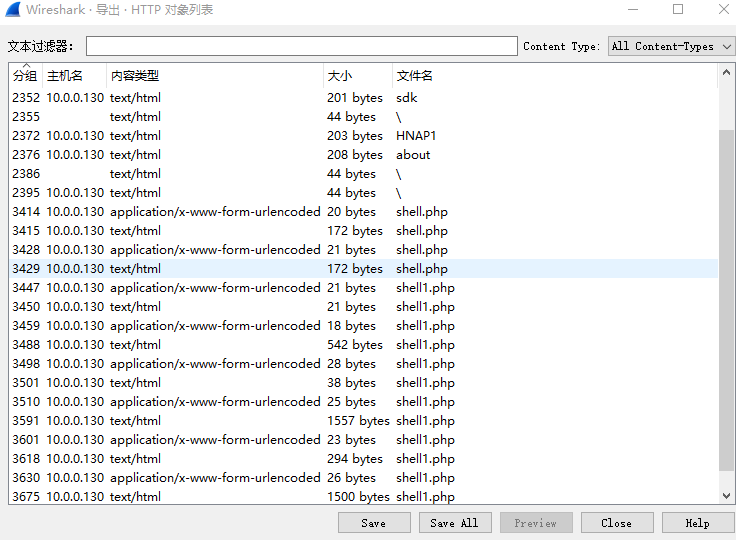 Wireshark · 导出 · HTTP 对象列表
文本过滤器： Content Type: All Content-Types
分组 主机名 内容类型 大小 文件名
2352 10.0.0.130 text/html 201 bytes sdk
2355 text/html 44 bytes \
2372 10.0.0.130 text/html 203 bytes HNAP1
2376 10.0.0.130 text/html 208 bytes about
2386 text/html 44 bytes \
2395 10.0.0.130 text/html 44 bytes \
3414 10.0.0.130 application/x-www-form-urlencoded 20 bytes shell.php
3415 10.0.0.130 text/html 172 bytes shell.php
3428 10.0.0.130 application/x-www-form-urlencoded 21 bytes shell.php
3429 10.0.0.130 text/html 172 bytes shell.php
3447 10.0.0.130 application/x-www-form-urlencoded 21 bytes shell1.php
3450 10.0.0.130 text/html 21 bytes shell1.php
3459 10.0.0.130 application/x-www-form-urlencoded 18 bytes shell1.php
3488 10.0.0.130 text/html 542 bytes shell1.php
3498 10.0.0.130 application/x-www-form-urlencoded 28 bytes shell1.php
3501 10.0.0.130 text/html 38 bytes shell1.php
3510 10.0.0.130 application/x-www-form-urlencoded 25 bytes shell1.php
3591 10.0.0.130 text/html 1557 bytes shell1.php
3601 10.0.0.130 application/x-www-form-urlencoded 23 bytes shell1.php
3618 10.0.0.130 text/html 294 bytes shell1.php
3630 10.0.0.130 application/x-www-form-urlencoded 26 bytes shell1.php
3675 10.0.0.130 text/html 1500 bytes shell1.php
Save Save All Preview Close Help